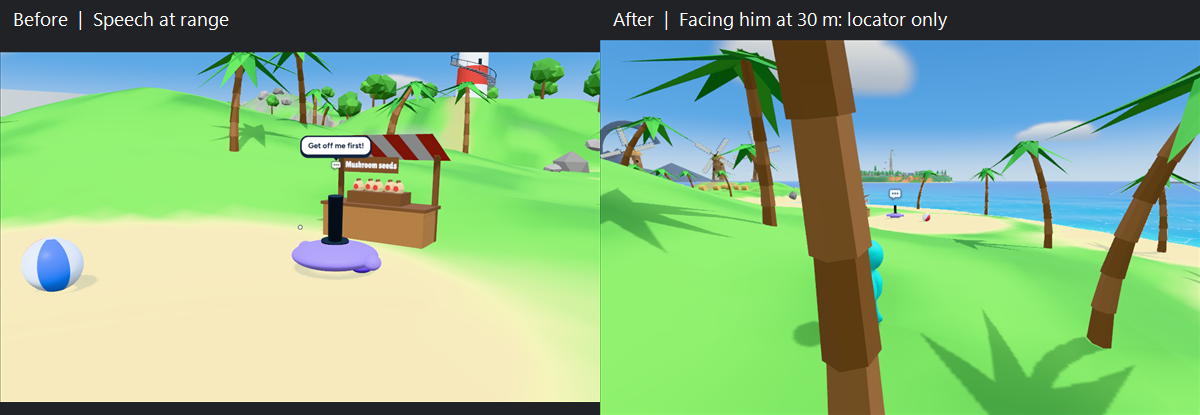 Before | Speech at range
After | Facing him at 30 m: locator only
Get off me first!
Mushroom seeds